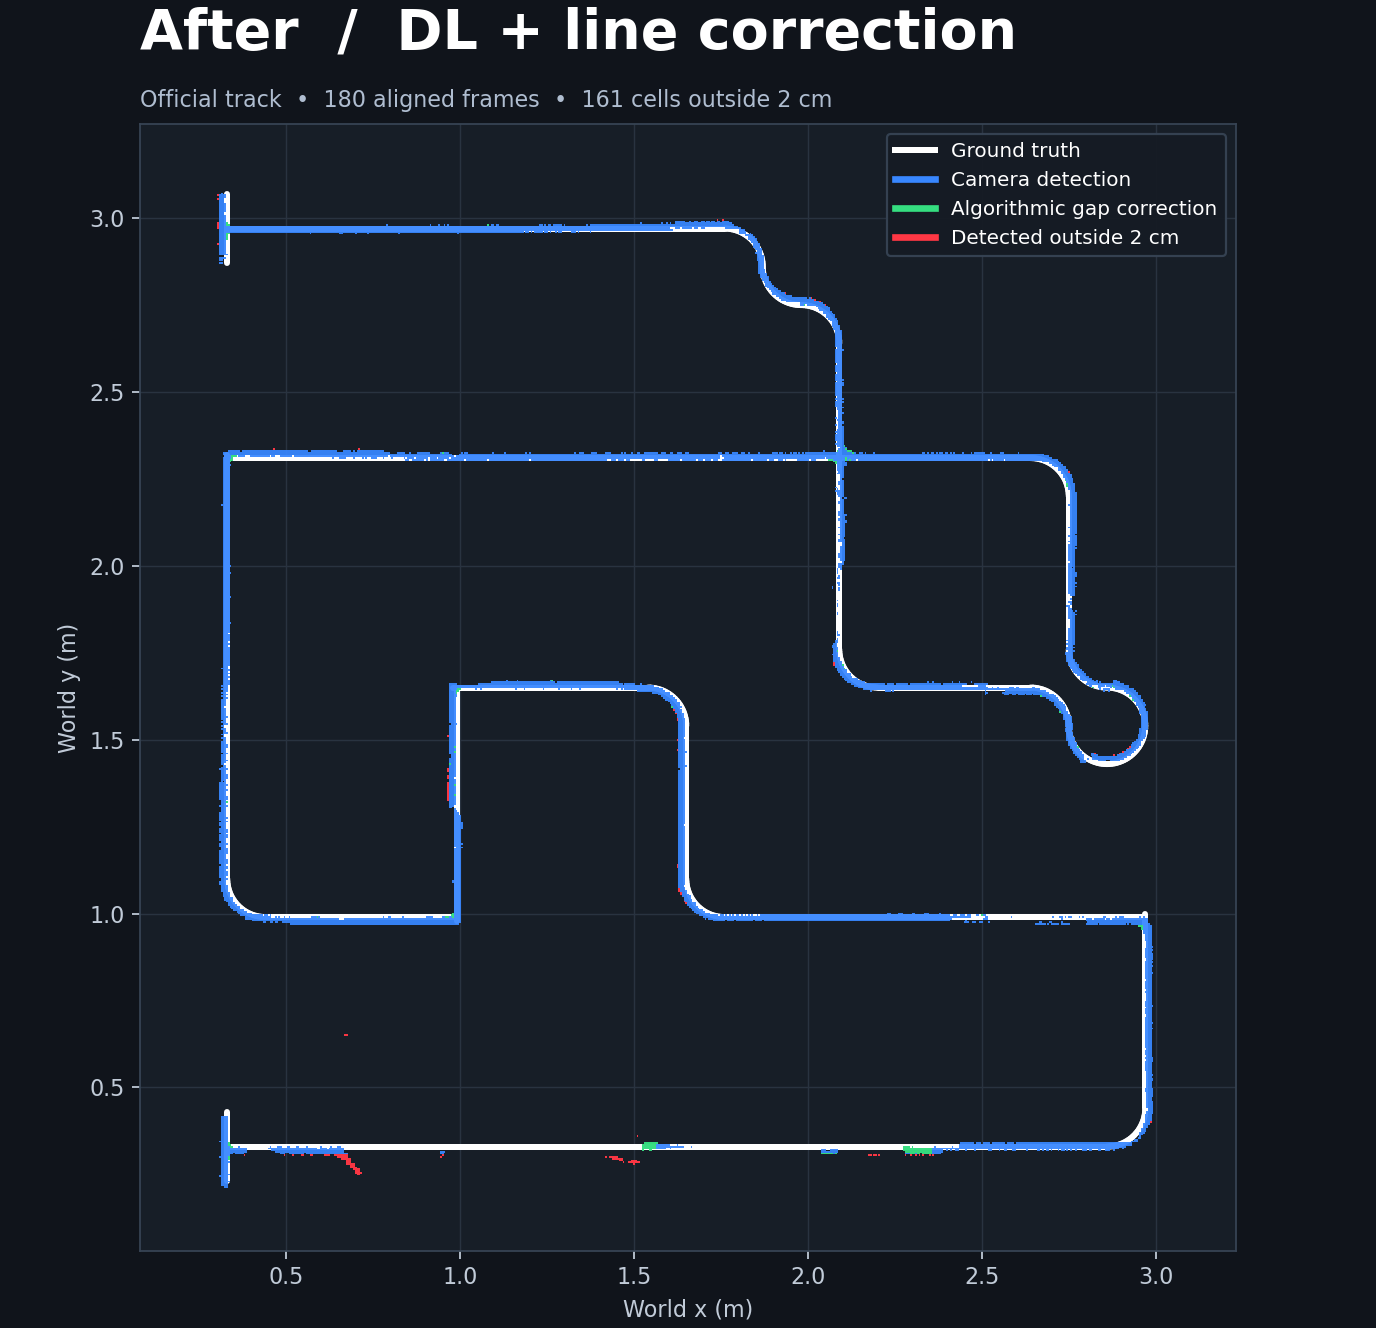 After / DL + line correction
Official track • 180 aligned frames • 161 cells outside 2 cm
Ground truth
Camera detection
Algorithmic gap correction
Detected outside 2 cm
3.0
2.5
2.0
1.5
1.0
0.5
World y (m)
0.5 1.0 1.5 2.0 2.5 3.0
World x (m)